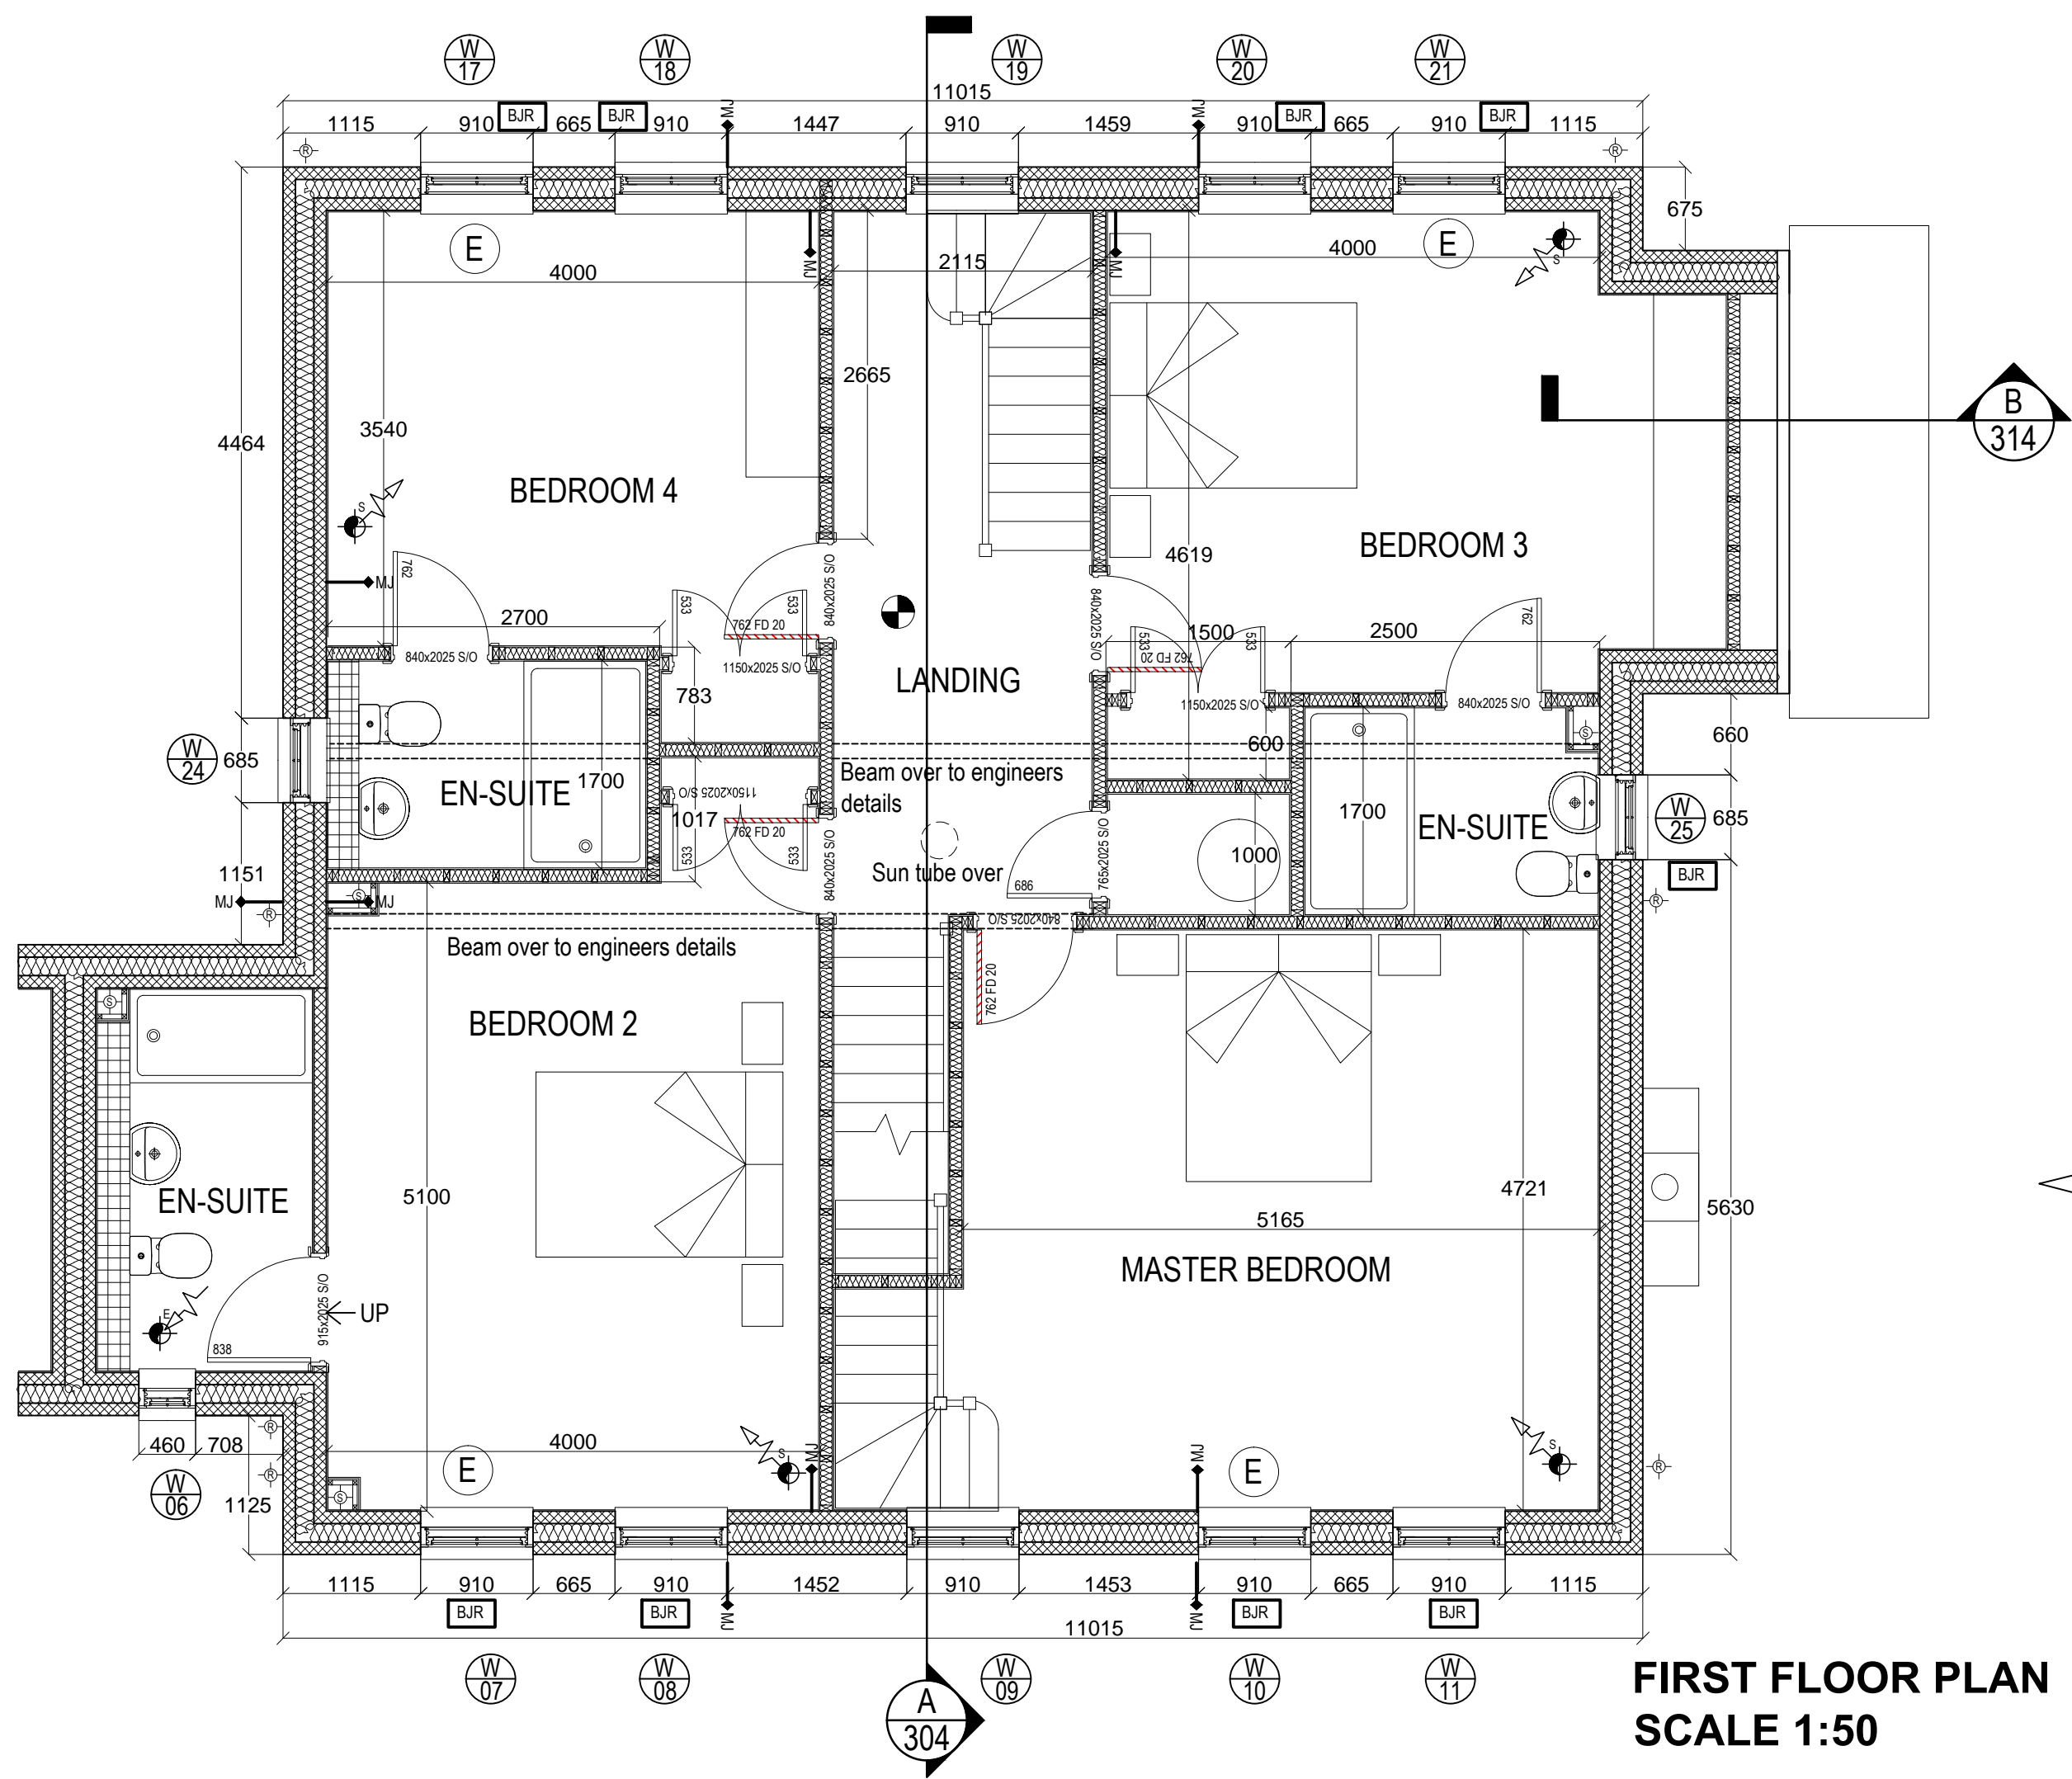 W W W W W
17 18 19 20 21
11015
BJR BJR MJ MJ BJR BJR
1115 910 665 910 1447 910 1459 910 665 910 1115
R R
675
E E
S
4000 2115 4000
MJ MJ
2665
B
314
4464 3540
BEDROOM 4
S
BEDROOM 3
4619
762 MJ
840x2025 S/O
840x2025 S/O
533 533
762 FD 20
2700
1500 2500
533 533 762
762 FD 20
840x2025 S/O
1150x2025 S/O
LANDING
783
1150x2025 S/O
840x2025 S/O
S
W
24
685
600
660
Beam over to engineers
details
EN-SUITE 1700
1150x2025 S/O
1017
762 FD 20
533 533
840x2025 S/O
765x2025 S/O
1700
EN-SUITE
W
25
685
Sun tube over
1000
686
BJR
1151
MJ S MJ
R R
840x2025 S/O
Beam over to engineers details
762 FD 20
S
BEDROOM 2
EN-SUITE
5100
4721
5165
5630
MASTER BEDROOM
915x2025 S/O
UP
E
838
R
460 708
4000
E E
S S
MJ MJ
R R
W
06
1125
S
1115 910 665 910 1452 910 1453 910 665 910 1115
BJR BJR MJ MJ BJR BJR
11015
W W W W W
07 08 09 10 11
A
304
FIRST FLOOR PLAN
SCALE 1:50